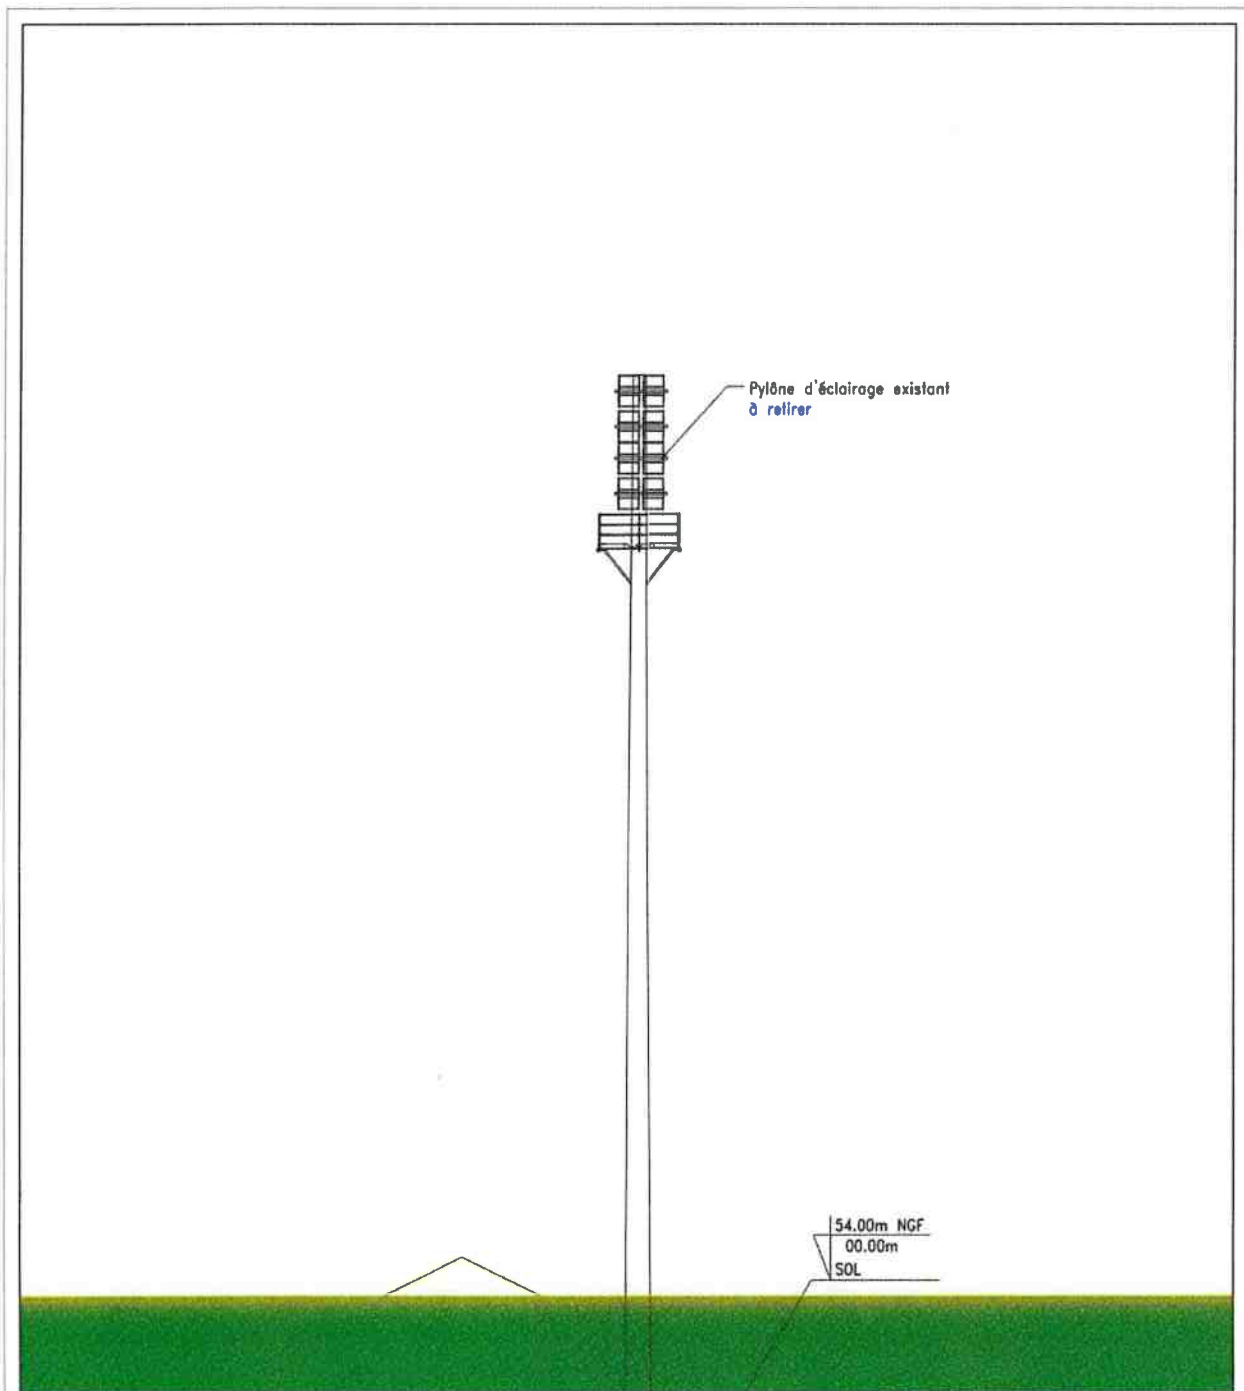 Pylône d'éclairage existant
à retirer
54.00m NGF
00.00m
SOL